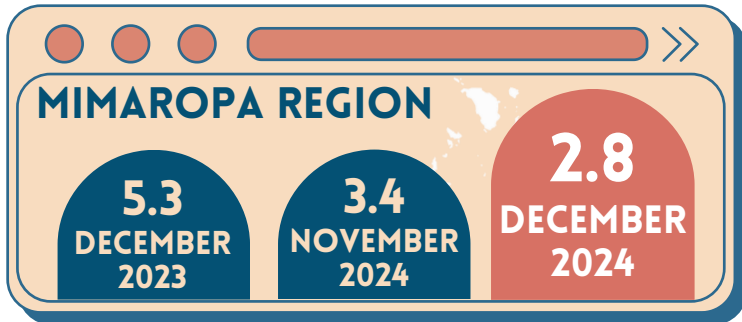 MIMAROPA REGION
5.3
DECEMBER
2023
3.4
NOVEMBER
2024
2.8
DECEMBER
2024